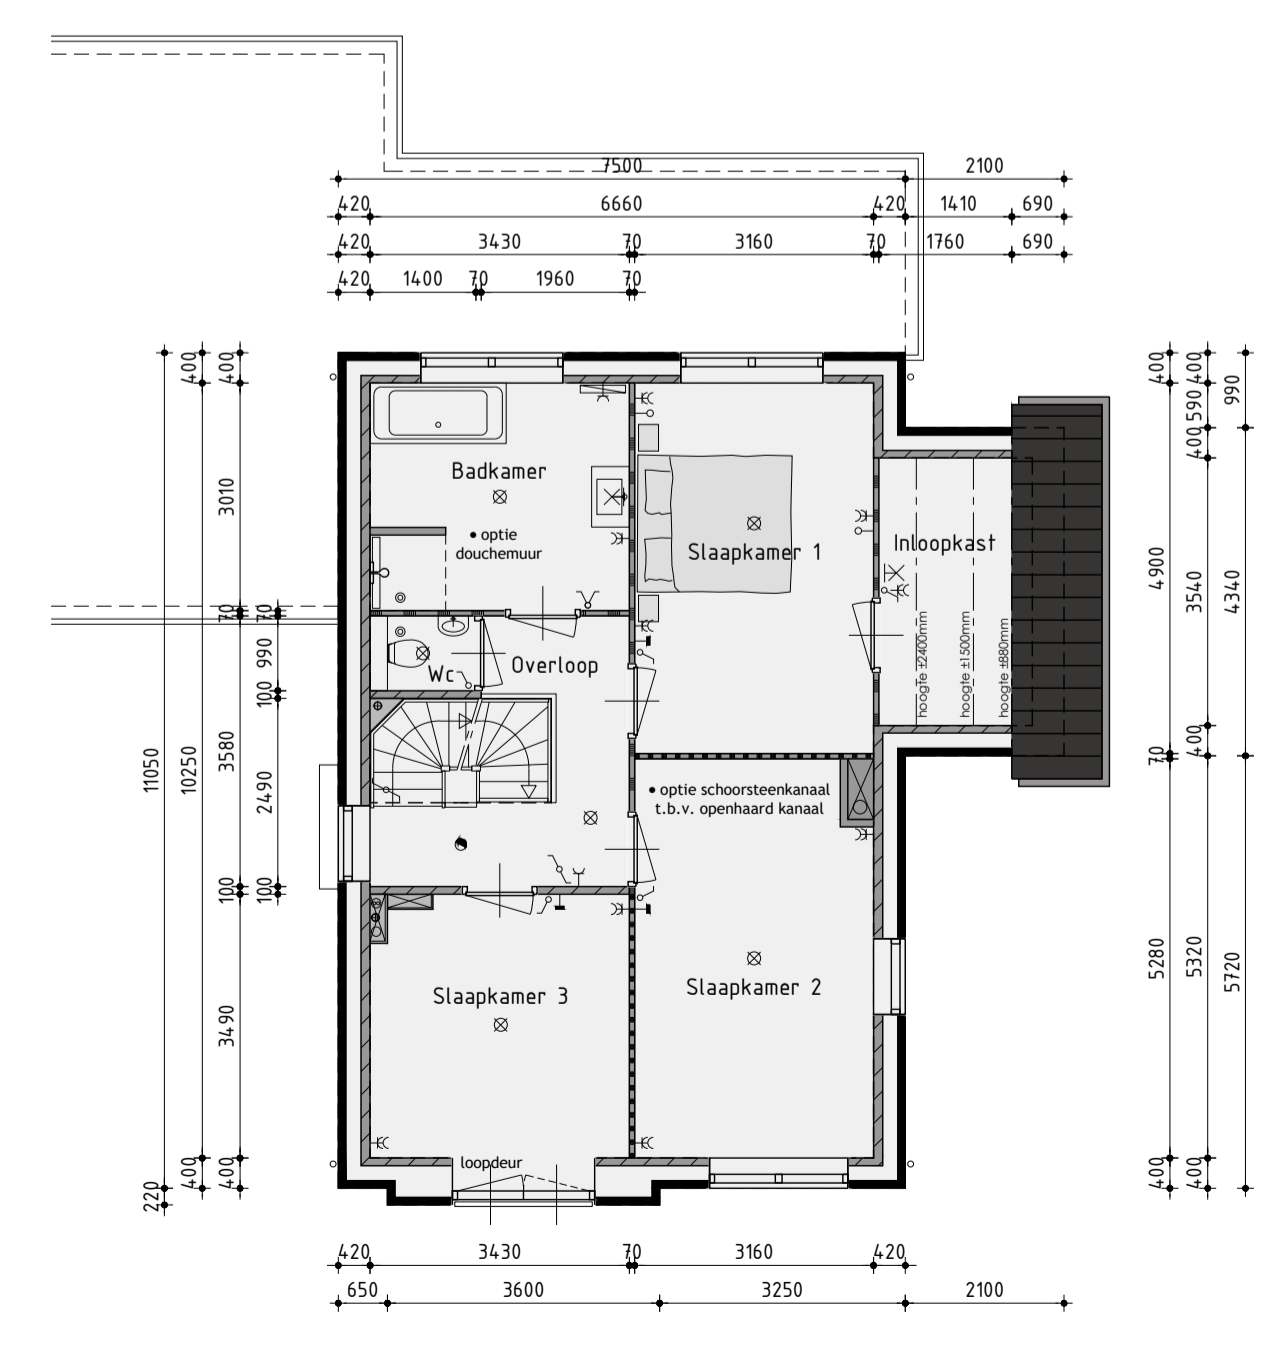 7500 2100
420 6660 420 1410 690
420 3430 70 3160 70 1760 690
420 1400 70 1960 70
400 400 400 400 990
590
400
Badkamer
3010
• optie
douchemuur
Slaapkamer 1
Inloopkast
4900 3540 4340
70 70
990
Wc
Overloop
hoogte ±2400mm
hoogte ±1500mm
hoogte ±880mm
100
11050 10250 3580 2490
400
70
• optie schoorsteenkanaal
t.b.v. openhaard kanaal
100 100
5280 5320 5720
Slaapkamer 2
Slaapkamer 3
3490
loopdeur
400 400 400 400
220
420 3430 70 3160 420
650 3600 3250 2100